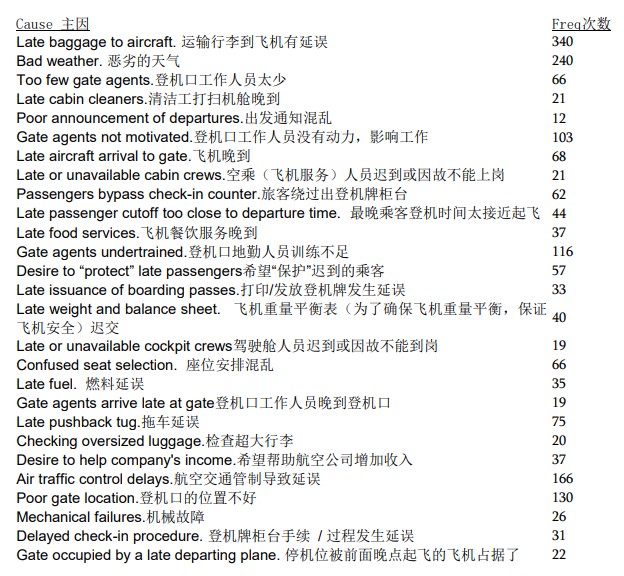 Cause 主因 Freq次数
Late baggage to aircraft. 运输行李到飞机有延误 340
Bad weather. 恶劣的天气 240
Too few gate agents.登机口工作人员太少 66
Late cabin cleaners.清洁工打扫机舱晚到 21
Poor announcement of departures.出发通知混乱 12
Gate agents not motivated.登机口工作人员没有动力，影响工作 103
Late aircraft arrival to gate.飞机晚到 68
Late or unavailable cabin crews.空乘（飞机服务）人员迟到或因故不能上岗 21
Passengers bypass check-in counter.旅客绕过出登机牌柜台 62
Late passenger cutoff too close to departure time. 最晚乘客登机时间太接近起飞 44
Late food services.飞机餐饮服务晚到 37
Gate agents undertrained.登机口地勤人员训练不足 116
Desire to “protect” late passengers希望“保护”迟到的乘客 57
Late issuance of boarding passes.打印/发放登机牌发生延误 33
Late weight and balance sheet. 飞机重量平衡表（为了确保飞机重量平衡，保证
飞机安全）迟交 40
Late or unavailable cockpit crews驾驶舱人员迟到或因故不能到岗 19
Confused seat selection. 座位安排混乱 66
Late fuel. 燃料延误 35
Gate agents arrive late at gate登机口工作人员晚到登机口 19
Late pushback tug.拖车延误 75
Checking oversized luggage.检查超大行李 20
Desire to help company's income.希望帮助航空公司增加收入 37
Air traffic control delays.航空交通管制导致延误 166
Poor gate location.登机口的位置不好 130
Mechanical failures.机械故障 26
Delayed check-in procedure. 登机牌柜台手续 / 过程发生延误 31
Gate occupied by a late departing plane. 停机位被前面晚点起飞的飞机占据了 22